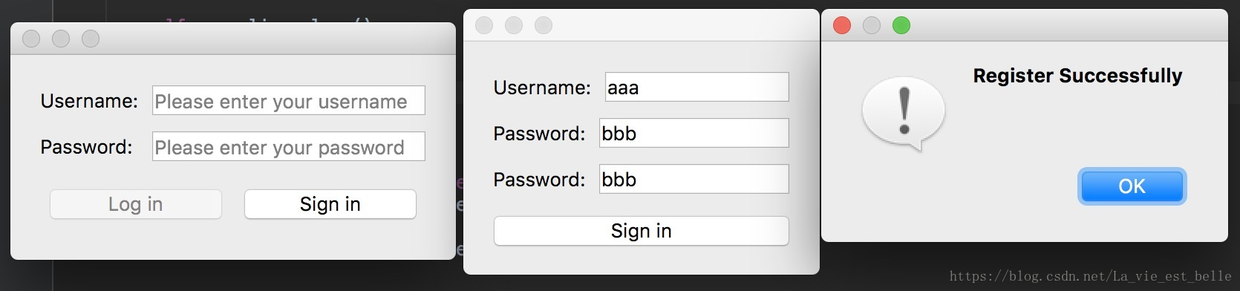 Username: Please enter your username
Password: Please enter your password
Log in Sign in
Username: aaa
Password: bbb
Password: bbb
Sign in
Register Successfully
OK
https://blog.csdn.net/La_vie_est_belle